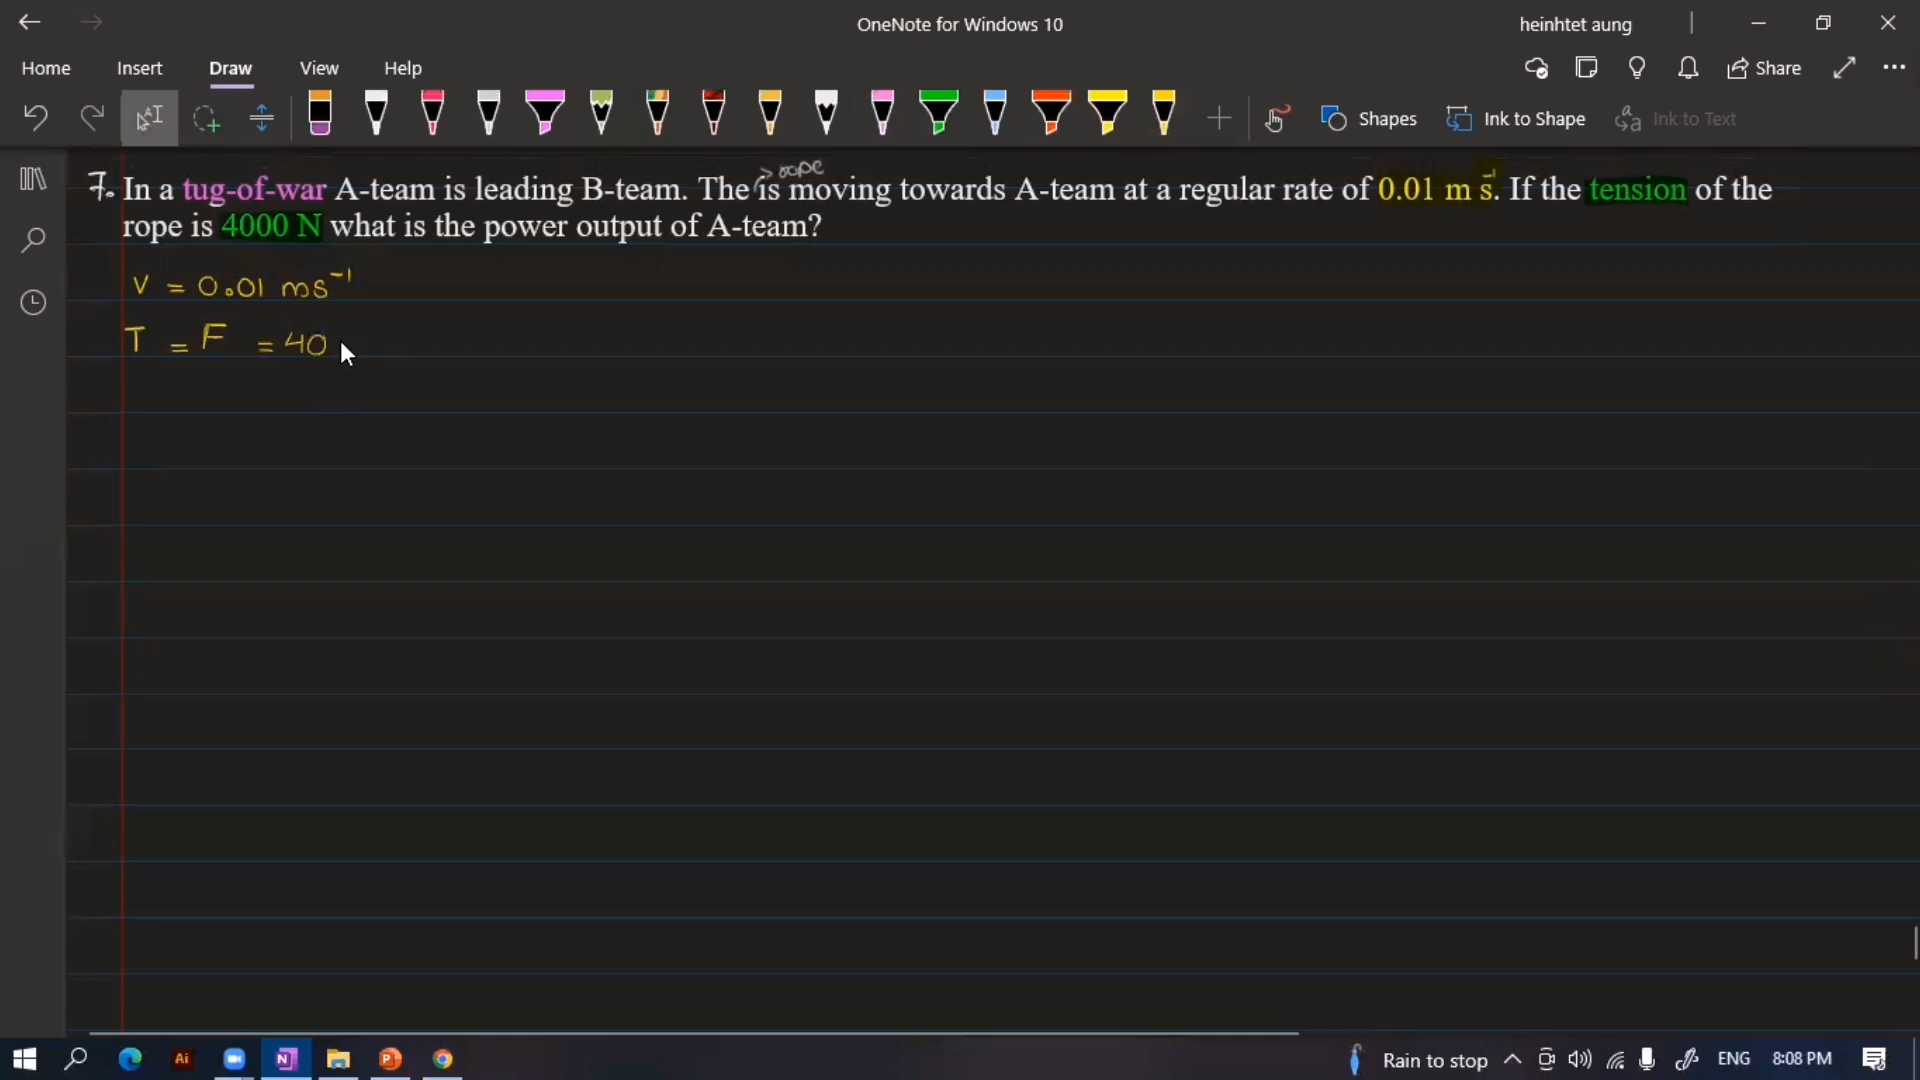 OneNote for Windows 10
heinhtet aung
Home Insert Draw View Help
Share
Shapes Ink to Shape Ink to Text
> rope
7. In a tug-of-war A-team is leading B-team. The is moving towards A-team at a regular rate of 0.01 m s⁻¹. If the tension of the
rope is 4000 N what is the power output of A-team?
v = 0.01 ms⁻¹
T = F = 40
Rain to stop ENG 8:08 PM